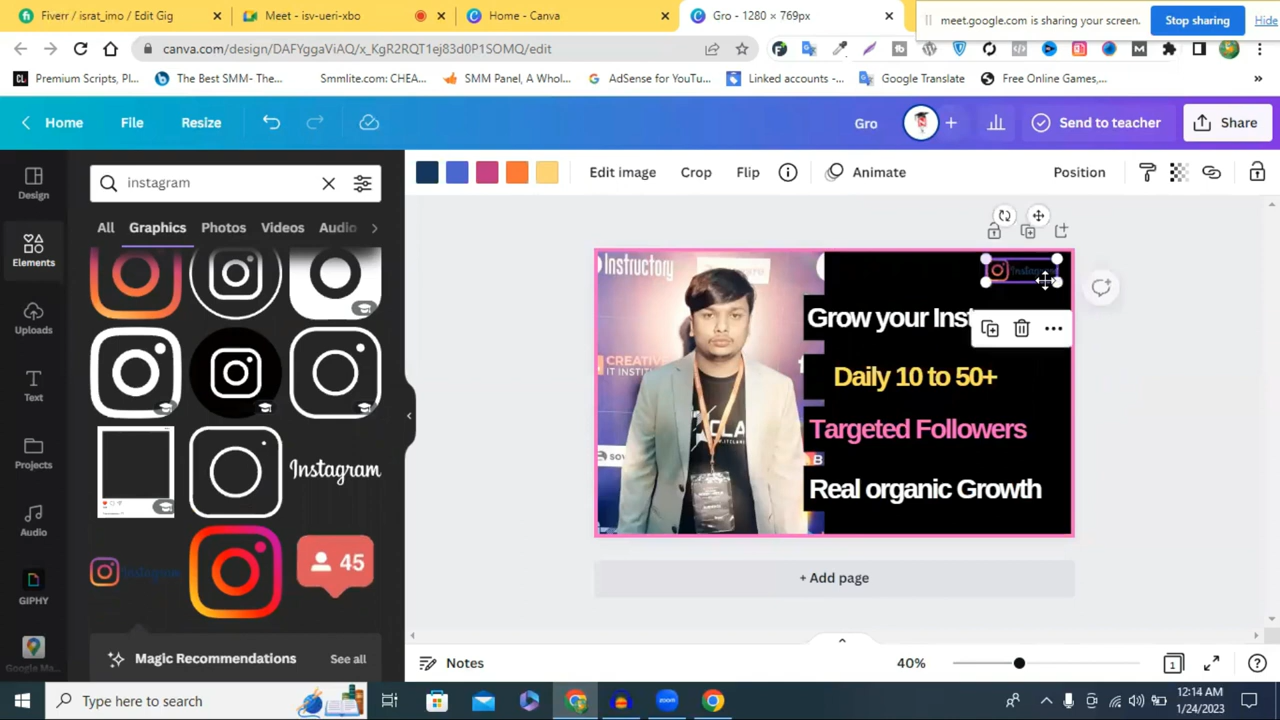 Fiverr / israt_imo / Edit Gig
Meet - isv-ueri-xbo
Home - Canva
Gro - 1280 × 769px
meet.google.com is sharing your screen.
Stop sharing
Hide
canva.com/design/DAFYggaViAQ/x_KgR2RQT1ej83d0P1SOMQ/edit
Premium Scripts, Pl...
The Best SMM- The...
Smmlite.com: CHEA...
SMM Panel, A Whol...
AdSense for YouTu...
Linked accounts -...
Google Translate
Free Online Games,...
Home
File
Resize
Gro
Send to teacher
Share
Design
Elements
Uploads
Text
Projects
Audio
GIPHY
Google Ma...
instagram
All
Graphics
Photos
Videos
Audio
Instagram
Instagram
45
Magic Recommendations
See all
Edit image
Crop
Flip
Animate
Position
Instructory
CREATIVE
IT INSTITU
Instagram
Grow your Inst
Daily 10 to 50+
Targeted Followers
Real organic Growth
+ Add page
Notes
40%
1
Type here to search
12:14 AM
1/24/2023